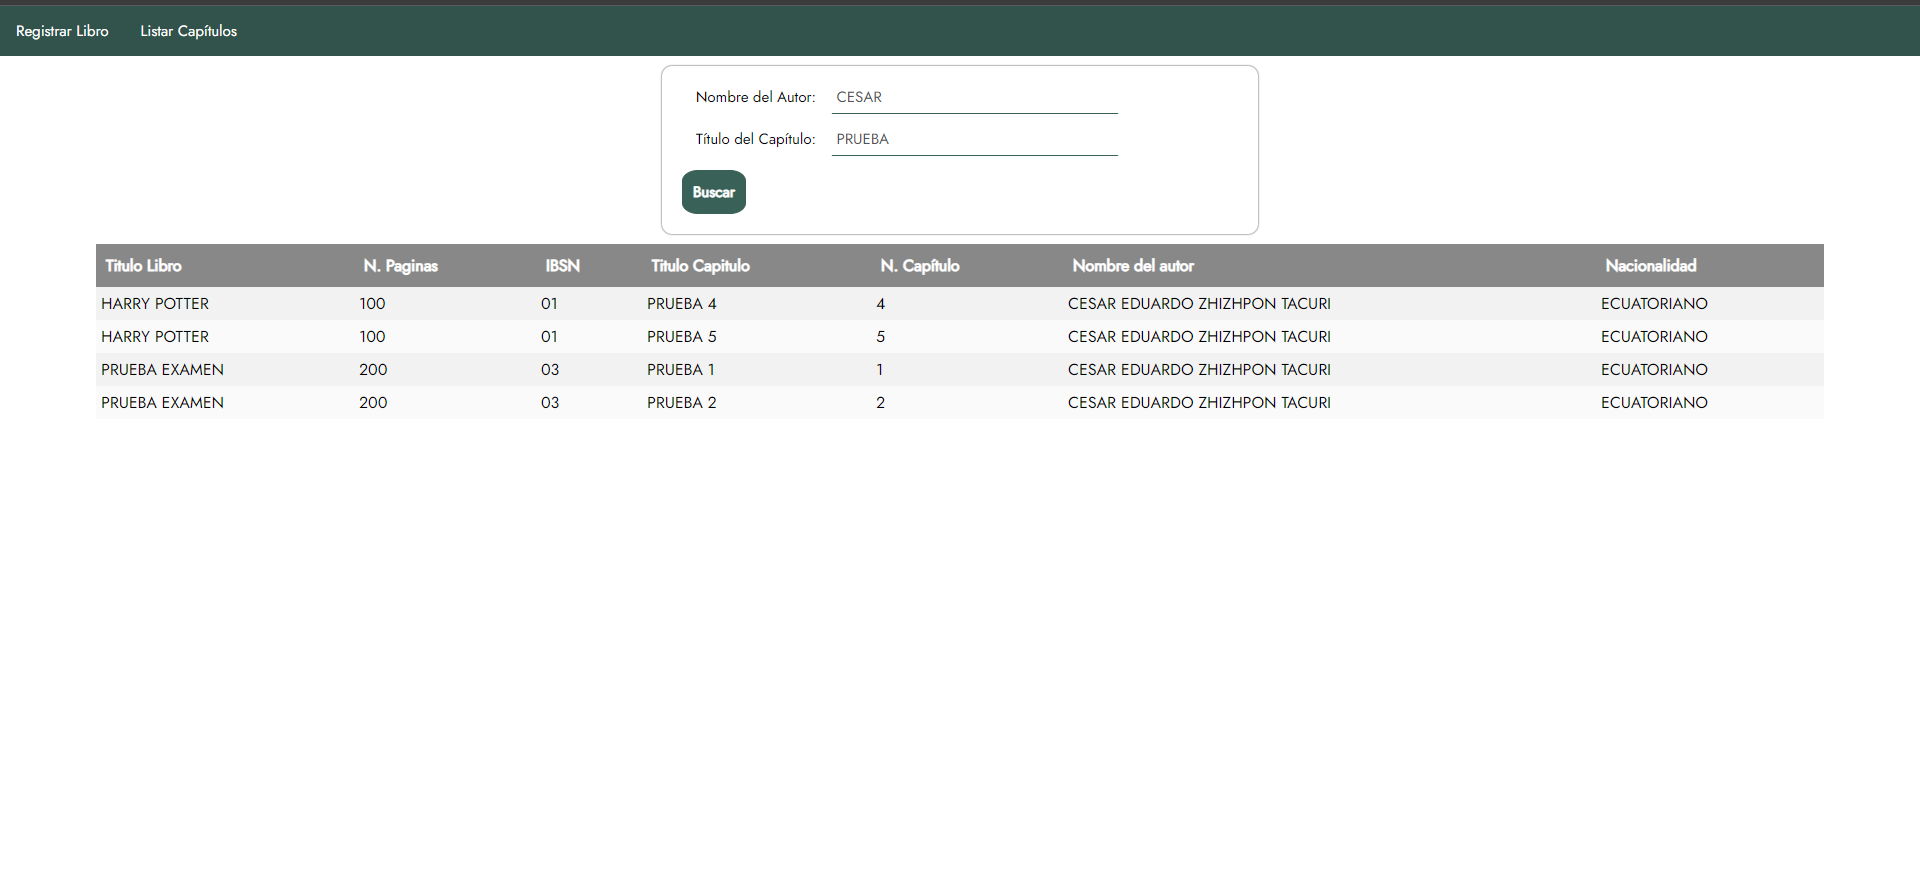 Registrar Libro Listar Capítulos
Nombre del Autor: CESAR
Título del Capítulo: PRUEBA
Buscar
Titulo Libro N. Paginas IBSN Titulo Capitulo N. Capítulo Nombre del autor Nacionalidad
HARRY POTTER 100 01 PRUEBA 4 4 CESAR EDUARDO ZHIZHPON TACURI ECUATORIANO
HARRY POTTER 100 01 PRUEBA 5 5 CESAR EDUARDO ZHIZHPON TACURI ECUATORIANO
PRUEBA EXAMEN 200 03 PRUEBA 1 1 CESAR EDUARDO ZHIZHPON TACURI ECUATORIANO
PRUEBA EXAMEN 200 03 PRUEBA 2 2 CESAR EDUARDO ZHIZHPON TACURI ECUATORIANO